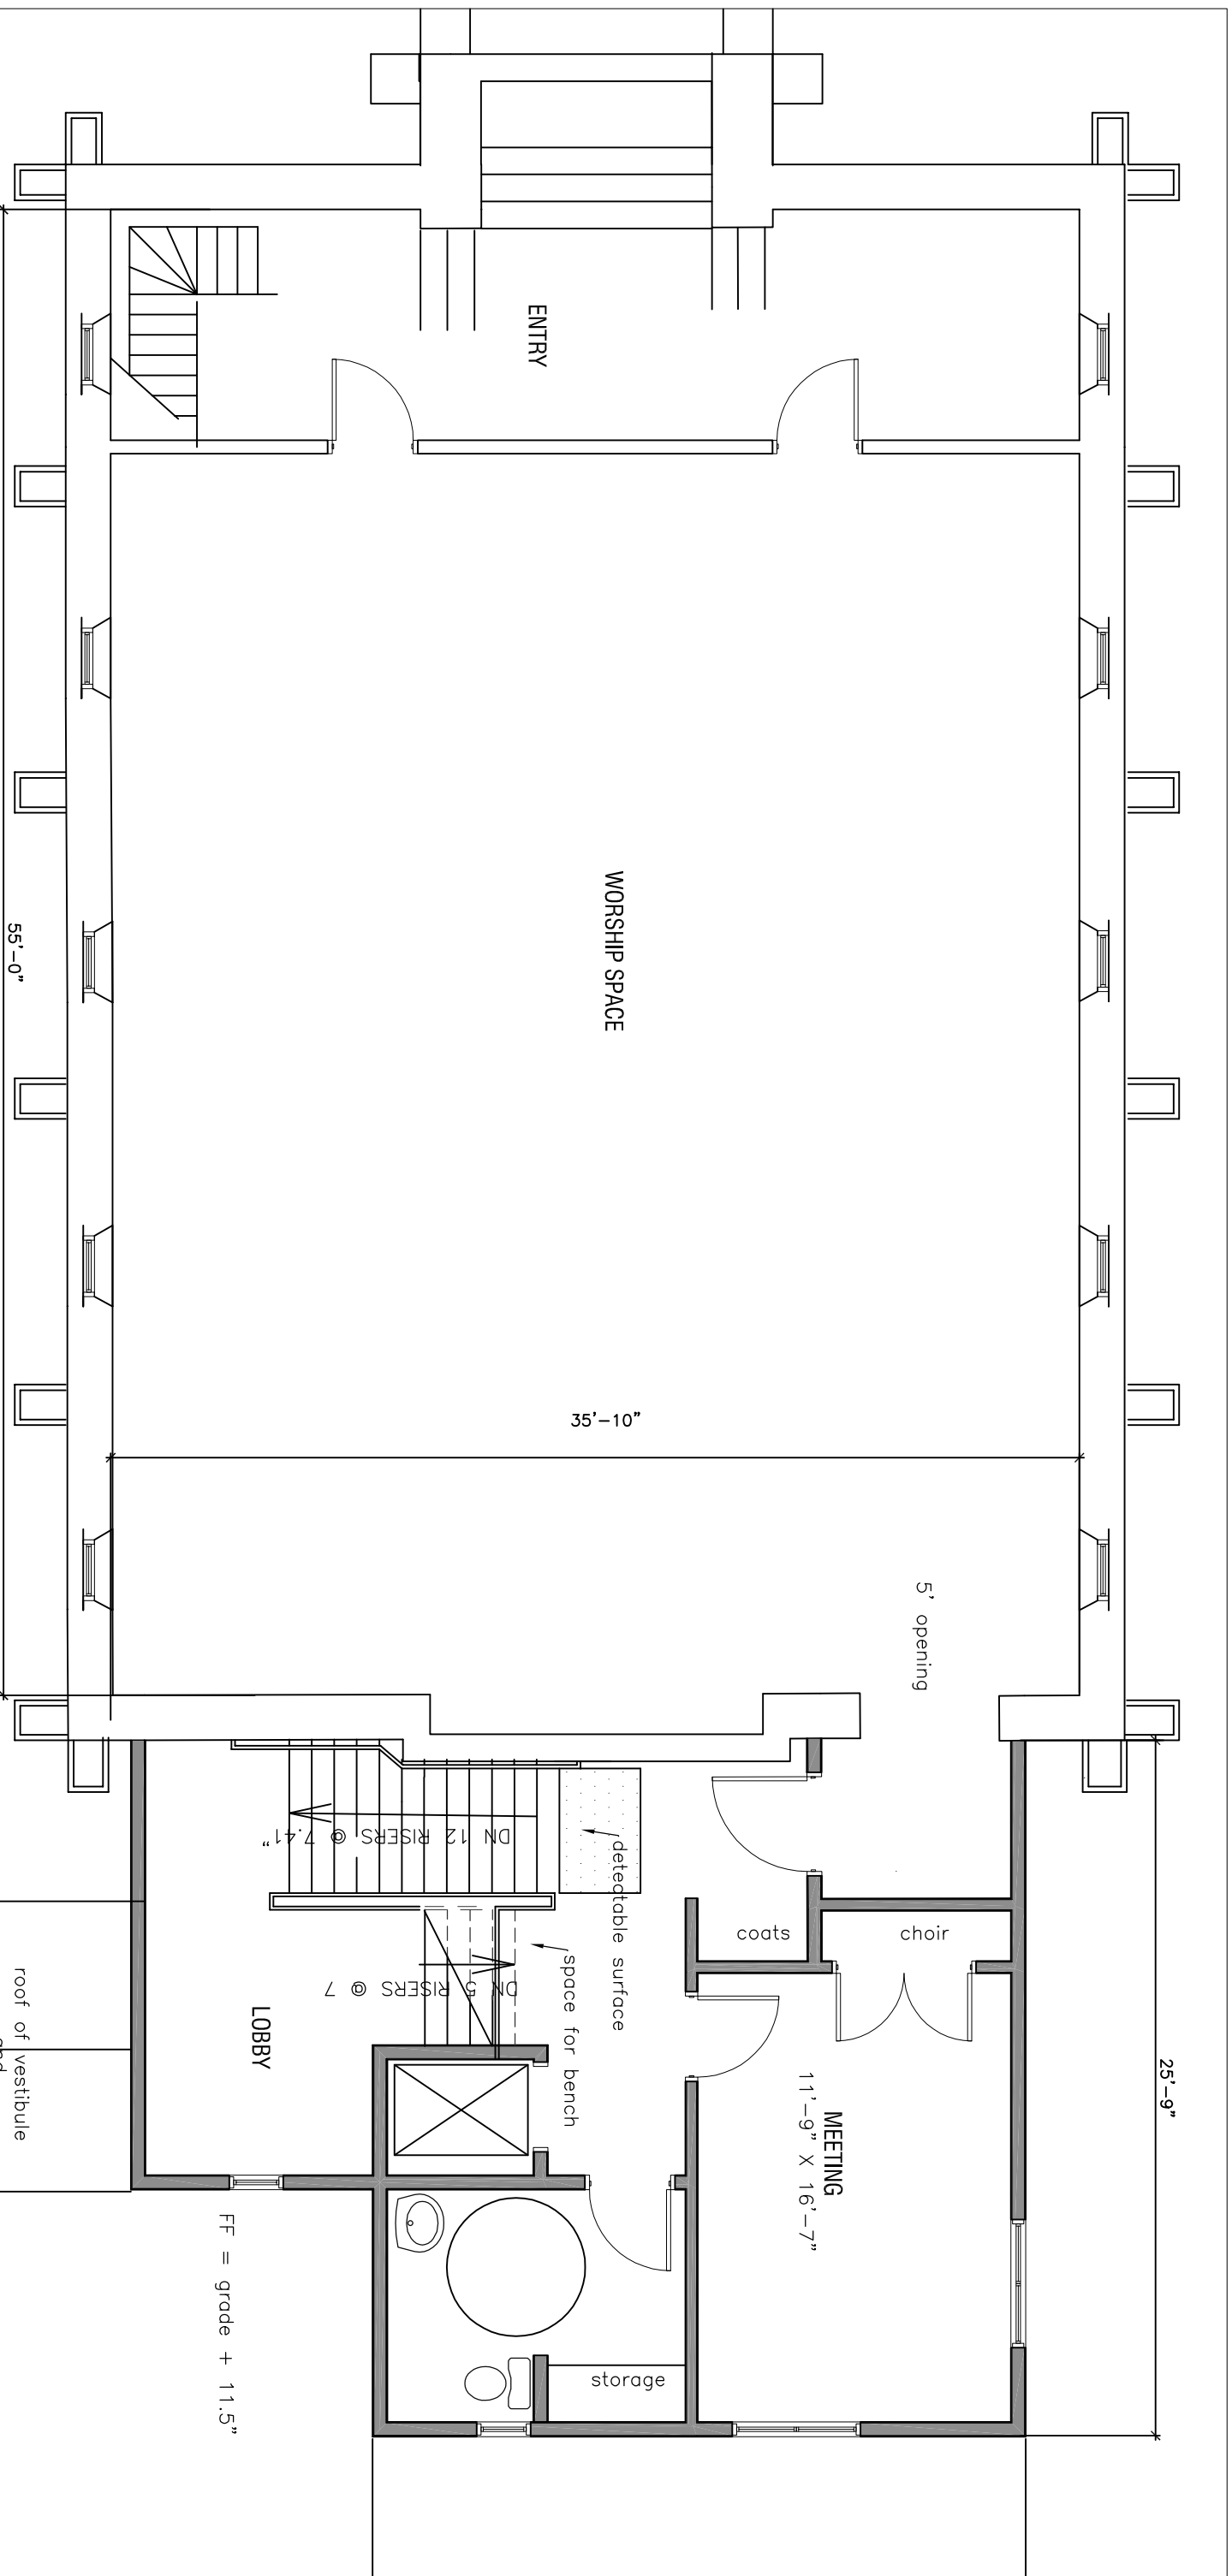 ENTRY
WORSHIP SPACE
55'-0"
35'-10"
5' opening
DN 12 RISERS @ 7.41"
detectable surface
coats
choir
space for bench
DN 5 RISERS @ 7
LOBBY
roof of vestibule
and
25'-9"
MEETING
11'-9" X 16'-7"
FF = grade + 11.5"
storage